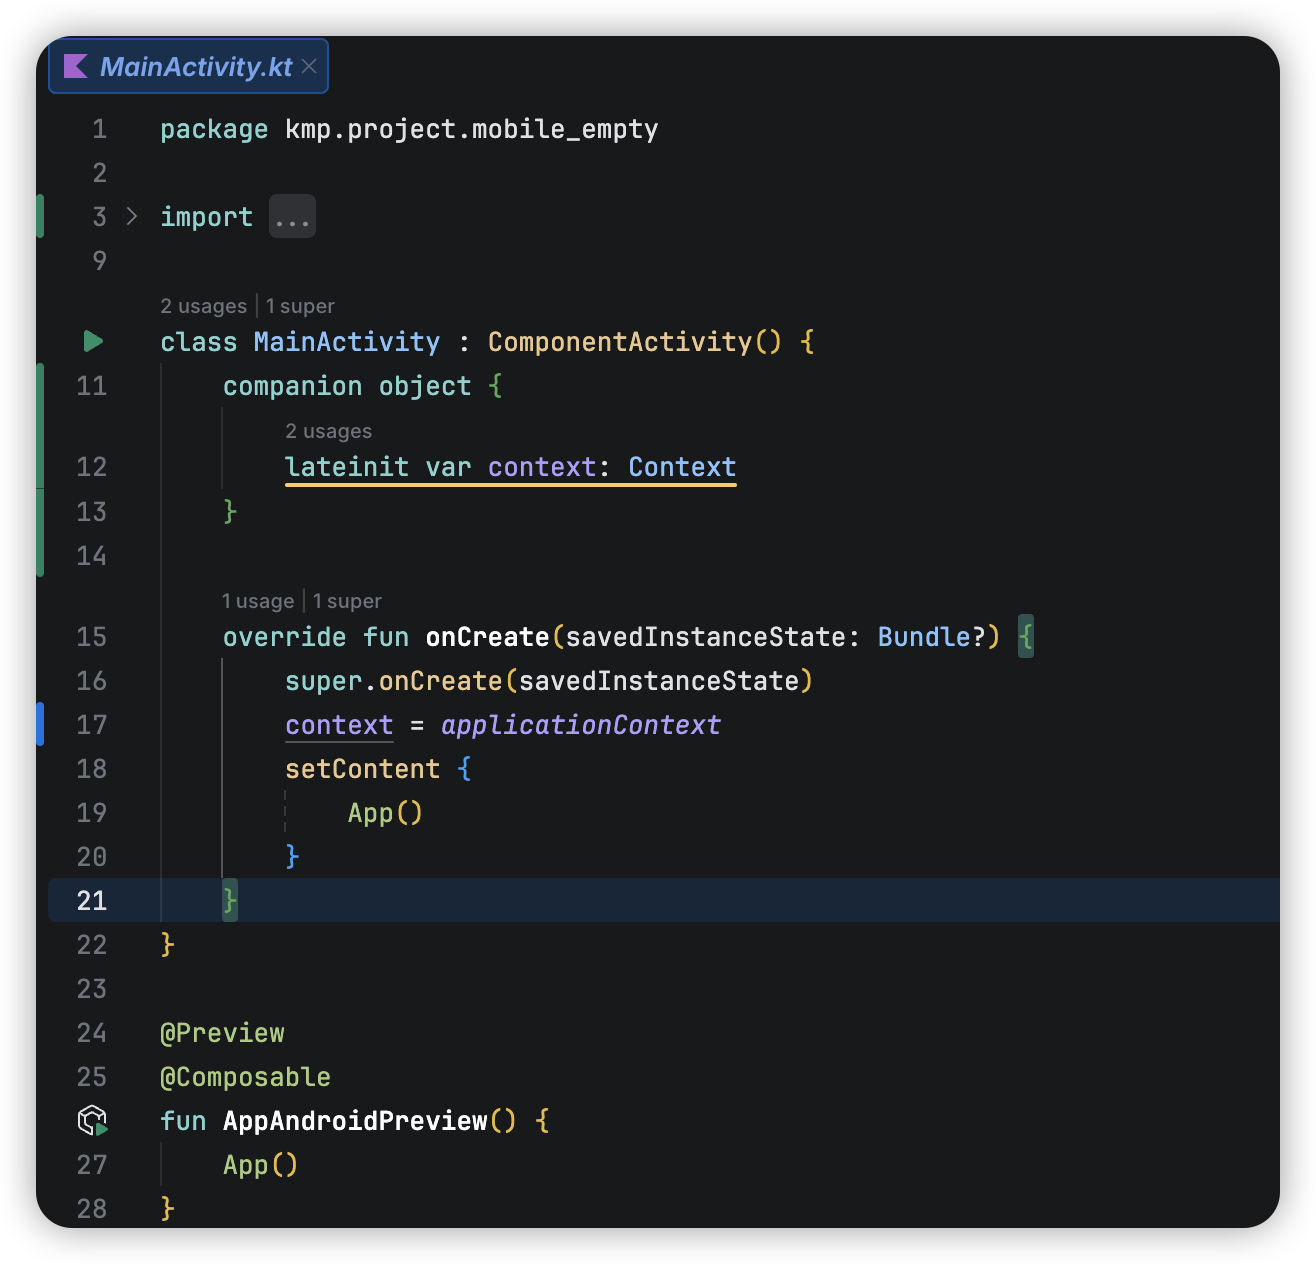 MainActivity.kt
1 package kmp.project.mobile_empty
2
3 import ...
9
2 usages | 1 super
class MainActivity : ComponentActivity() {
11     companion object {
2 usages
12         lateinit var context: Context
13     }
14
1 usage | 1 super
15     override fun onCreate(savedInstanceState: Bundle?) {
16         super.onCreate(savedInstanceState)
17         context = applicationContext
18         setContent {
19             App()
20         }
21     }
22 }
23
24 @Preview
25 @Composable
fun AppAndroidPreview() {
27     App()
28 }